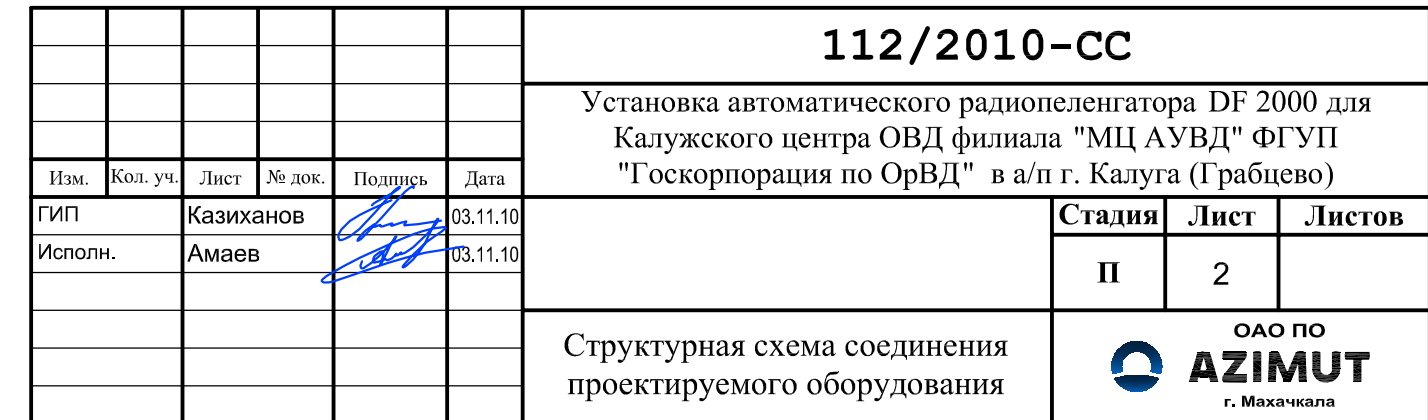 112/2010-СС
Установка автоматического радиопеленгатора DF 2000 для
Калужского центра ОВД филиала "МЦ АУВД" ФГУП
"Госкорпорация по ОрВД" в а/п г. Калуга (Грабцево)
Изм. Кол. уч. Лист № док. Подпись Дата
ГИП Казиханов 03.11.10
Исполн. Амаев 03.11.10
Стадия Лист Листов
П 2
Структурная схема соединения
проектируемого оборудования
ОАО ПО
AZIMUT
г. Махачкала